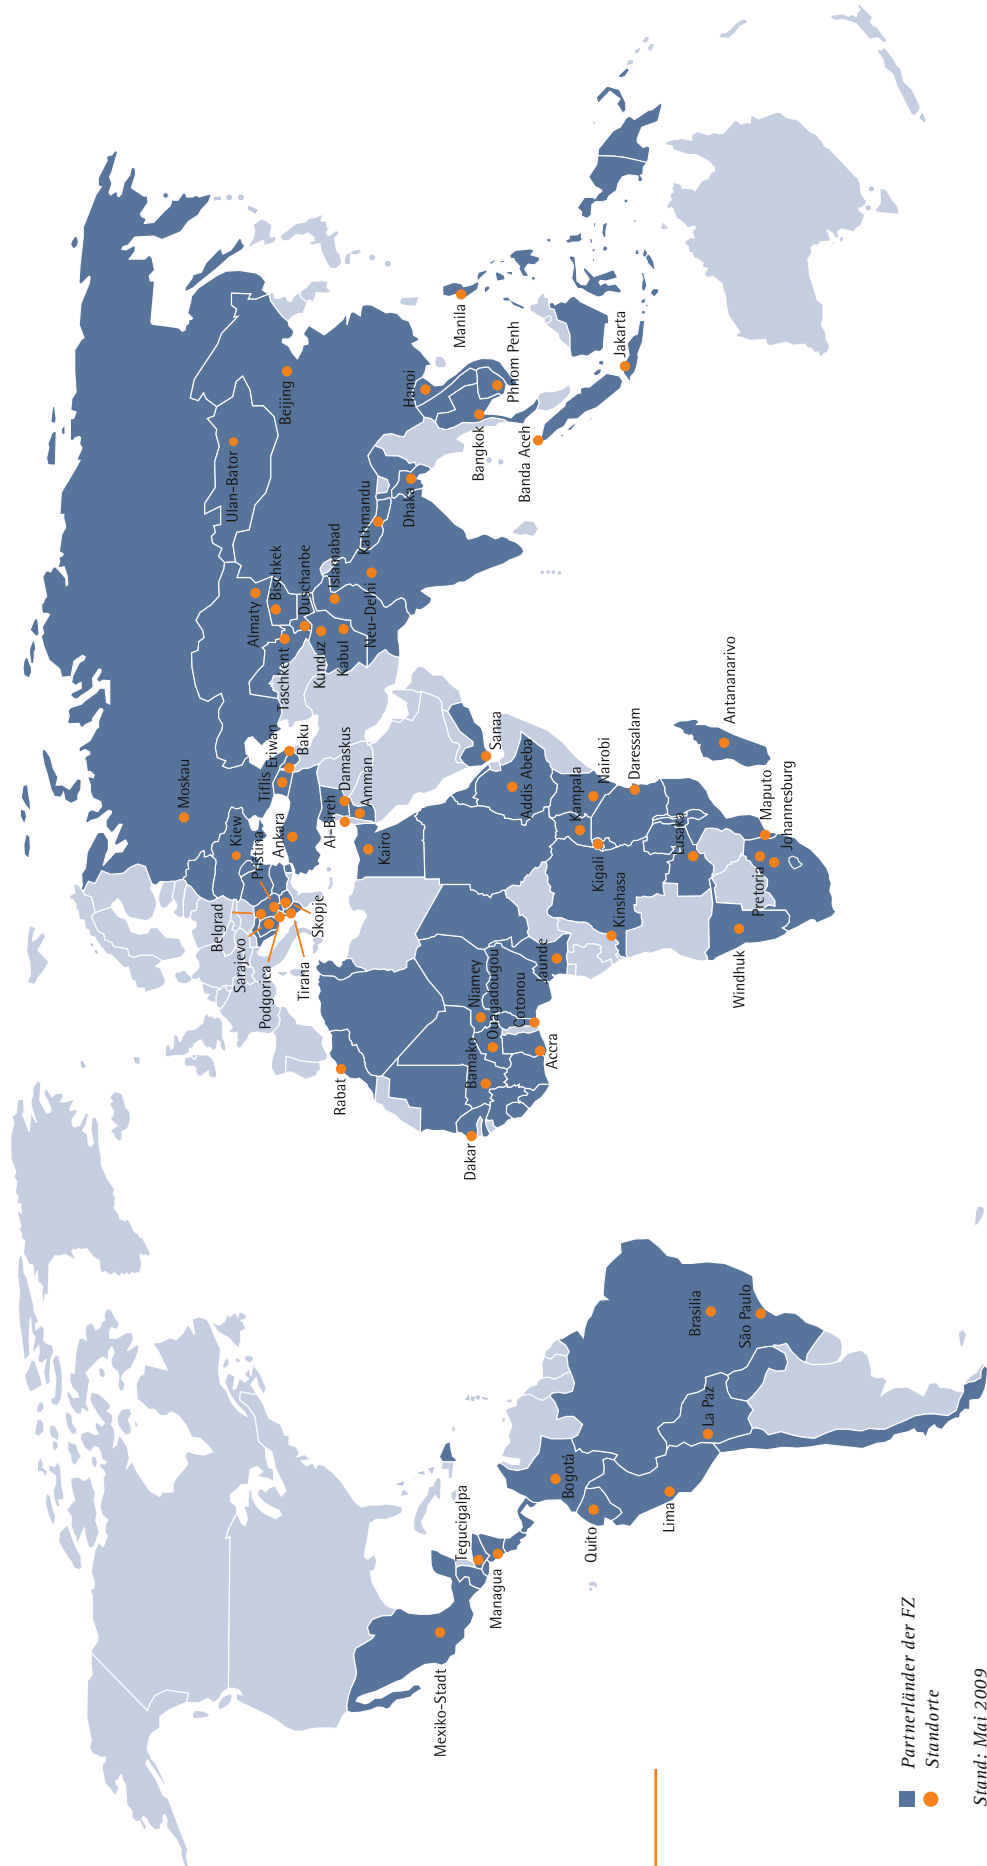 Moskau
Kiew
Belgrad
Sarajevo
Podgorica
Tirana
Skopje
Pristina
Ankara
Tiflis
Eriwan
Baku
Al-Bireh
Damaskus
Amman
Kairo
Rabat
Almaty
Bischkek
Taschkent
Duschanbe
Kunduz
Kabul
Islamabad
Neu-Delhi
Kathmandu
Dhaka
Ulan-Bator
Beijing
Hanoi
Bangkok
Phnom Penh
Manila
Banda Aceh
Jakarta
Dakar
Bamako
Niamey
Ouagadougou
Cotonou
Accra
Jaunde
Kinshasa
Sanaa
Addis Abeba
Kampala
Nairobi
Kigali
Daressalam
Lusaka
Antananarivo
Maputo
Johannesburg
Pretoria
Windhuk
Mexiko-Stadt
Tegucigalpa
Managua
Bogotá
Quito
Lima
La Paz
Brasilia
São Paulo
Partnerländer der FZ
Standorte
Stand: Mai 2009